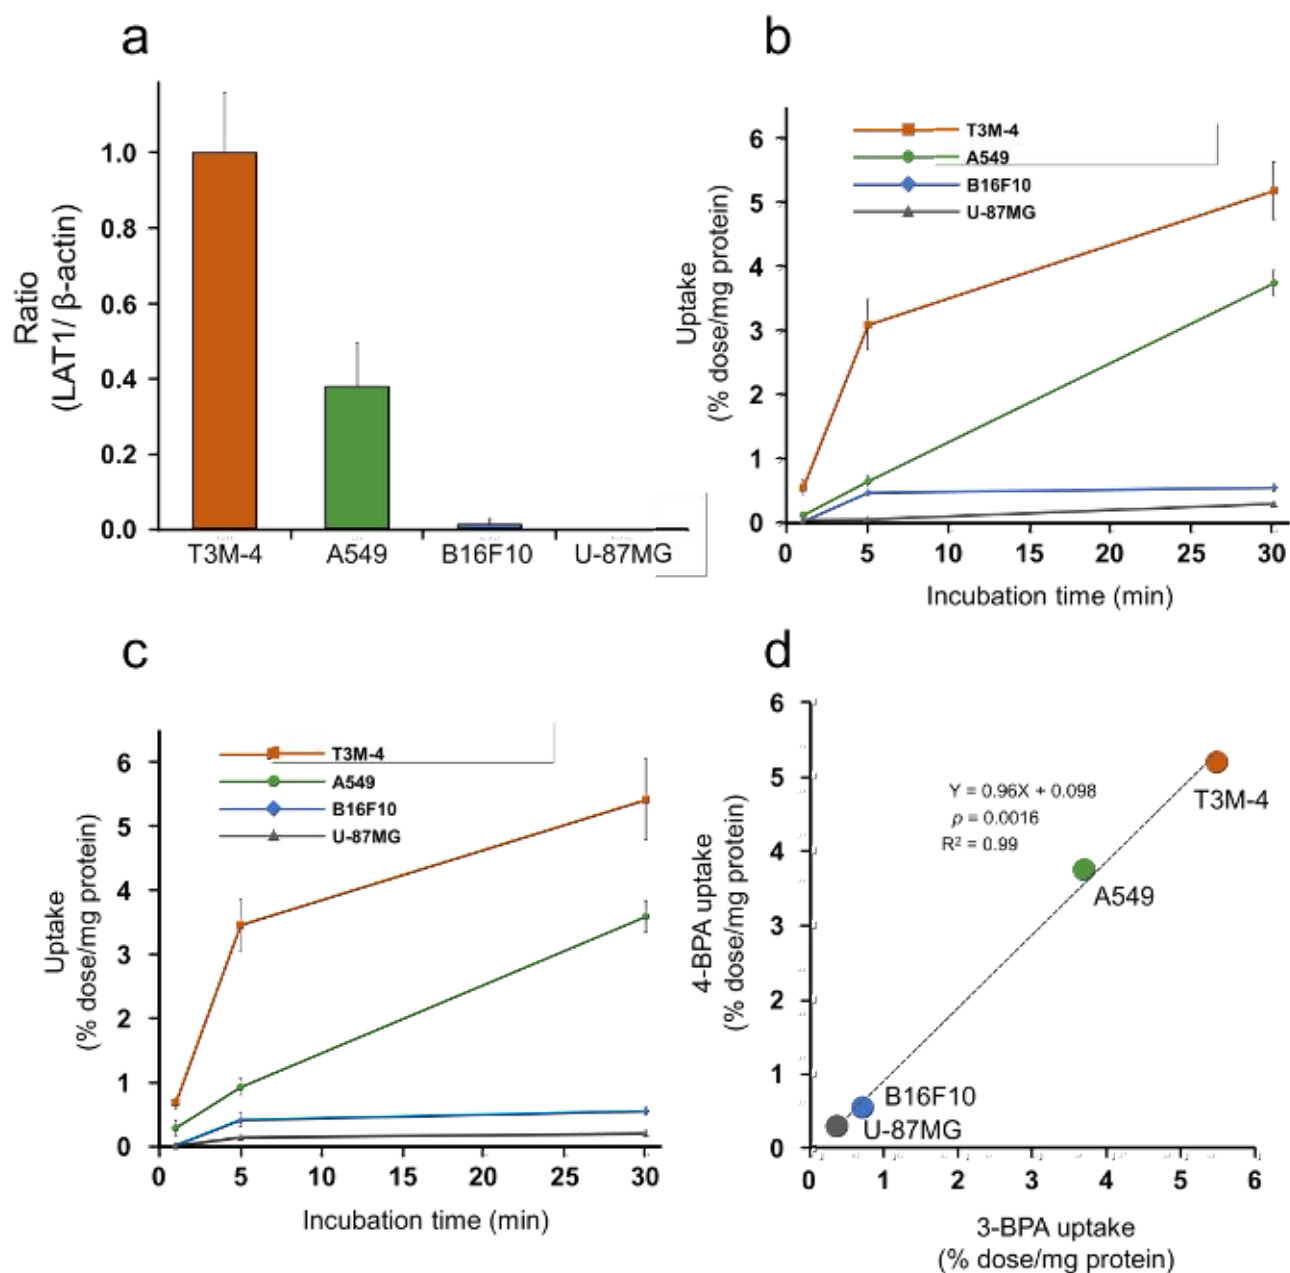 a
Ratio
(LAT1/ β-actin)
1.0
0.8
0.6
0.4
0.2
0.0
T3M-4 A549 B16F10 U-87MG
b
T3M-4
A549
B16F10
U-87MG
Uptake
(% dose/mg protein)
6
5
4
3
2
1
0
0 5 10 15 20 25 30
Incubation time (min)
c
T3M-4
A549
B16F10
U-87MG
Uptake
(% dose/mg protein)
6
5
4
3
2
1
0
0 5 10 15 20 25 30
Incubation time (min)
d
4-BPA uptake
(% dose/mg protein)
6
5
4
3
2
1
0
Y = 0.96X + 0.098
p = 0.0016
R² = 0.99
T3M-4
A549
B16F10
U-87MG
0 1 2 3 4 5 6
3-BPA uptake
(% dose/mg protein)